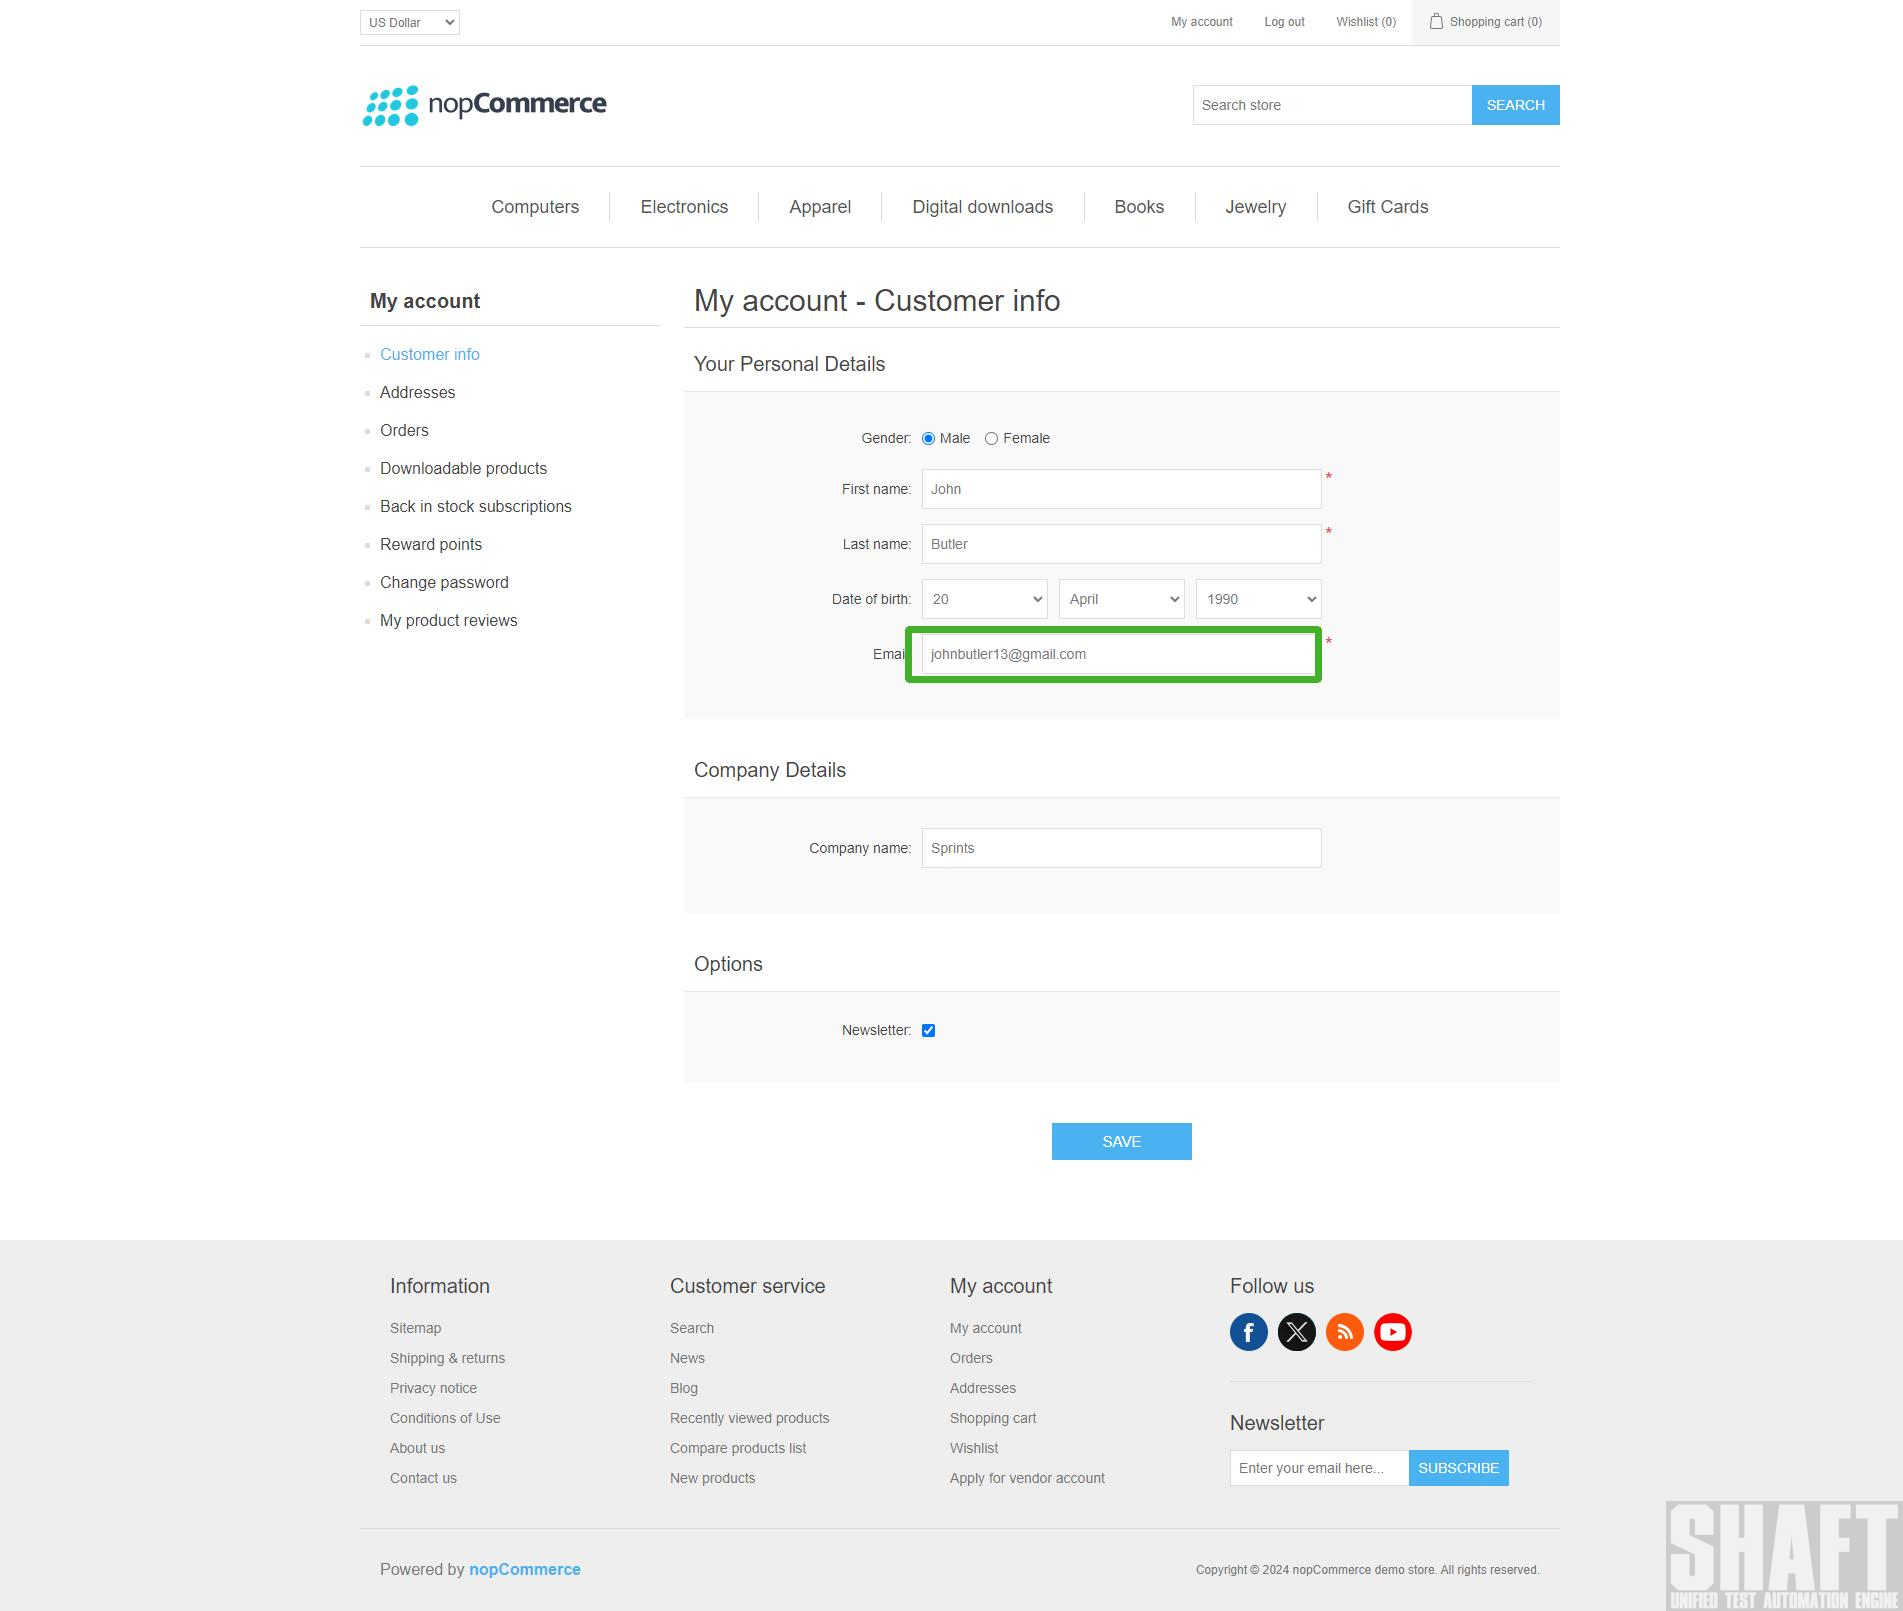 US Dollar
My account
Log out
Wishlist (0)
Shopping cart (0)
nopCommerce
Search store
SEARCH
Computers
Electronics
Apparel
Digital downloads
Books
Jewelry
Gift Cards
My account
Customer info
Addresses
Orders
Downloadable products
Back in stock subscriptions
Reward points
Change password
My product reviews
My account - Customer info
Your Personal Details
Gender: Male Female
First name: John *
Last name: Butler *
Date of birth: 20 April 1990
Emai johnbutler13@gmail.com *
Company Details
Company name: Sprints
Options
Newsletter:
SAVE
Information
Sitemap
Shipping & returns
Privacy notice
Conditions of Use
About us
Contact us
Customer service
Search
News
Blog
Recently viewed products
Compare products list
New products
My account
My account
Orders
Addresses
Shopping cart
Wishlist
Apply for vendor account
Follow us
Newsletter
Enter your email here...
SUBSCRIBE
Powered by nopCommerce
Copyright © 2024 nopCommerce demo store. All rights reserved.
SHAFT
UNIFIED TEST AUTOMATION ENGINE